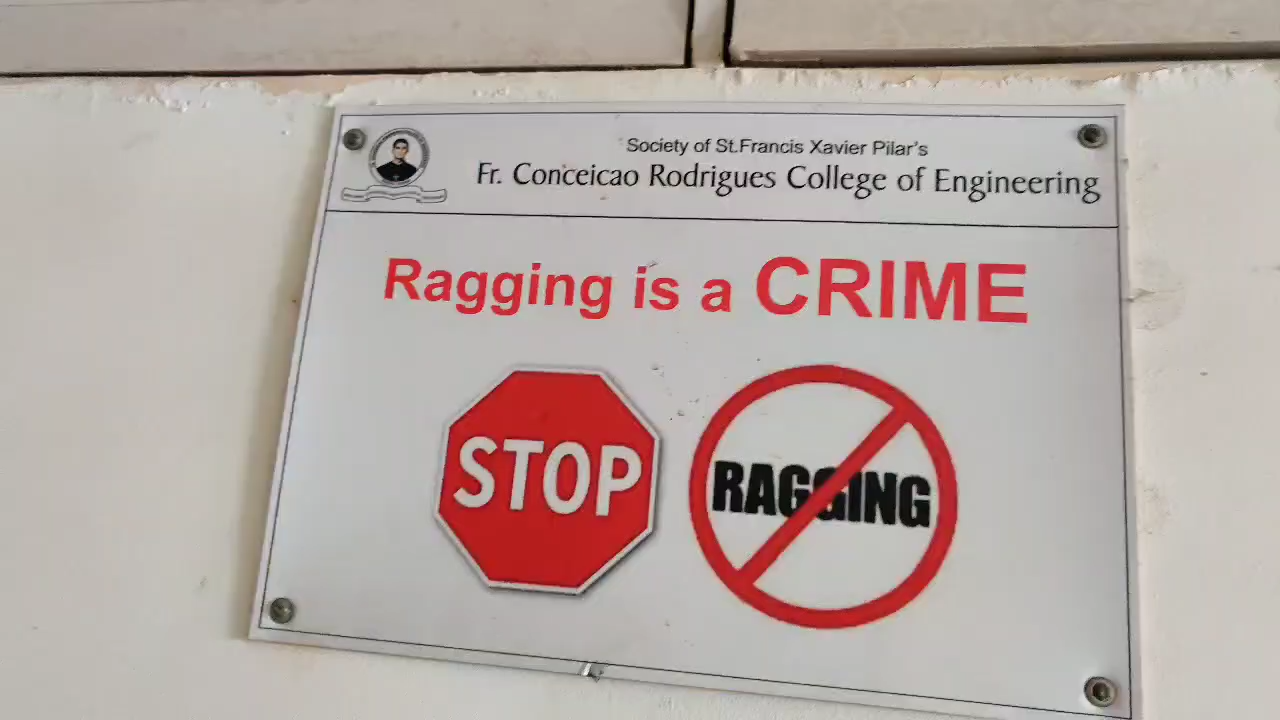 Society of St.Francis Xavier Pilar's
Fr. Conceicao Rodrigues College of Engineering
Ragging is a CRIME
STOP
RAGGING